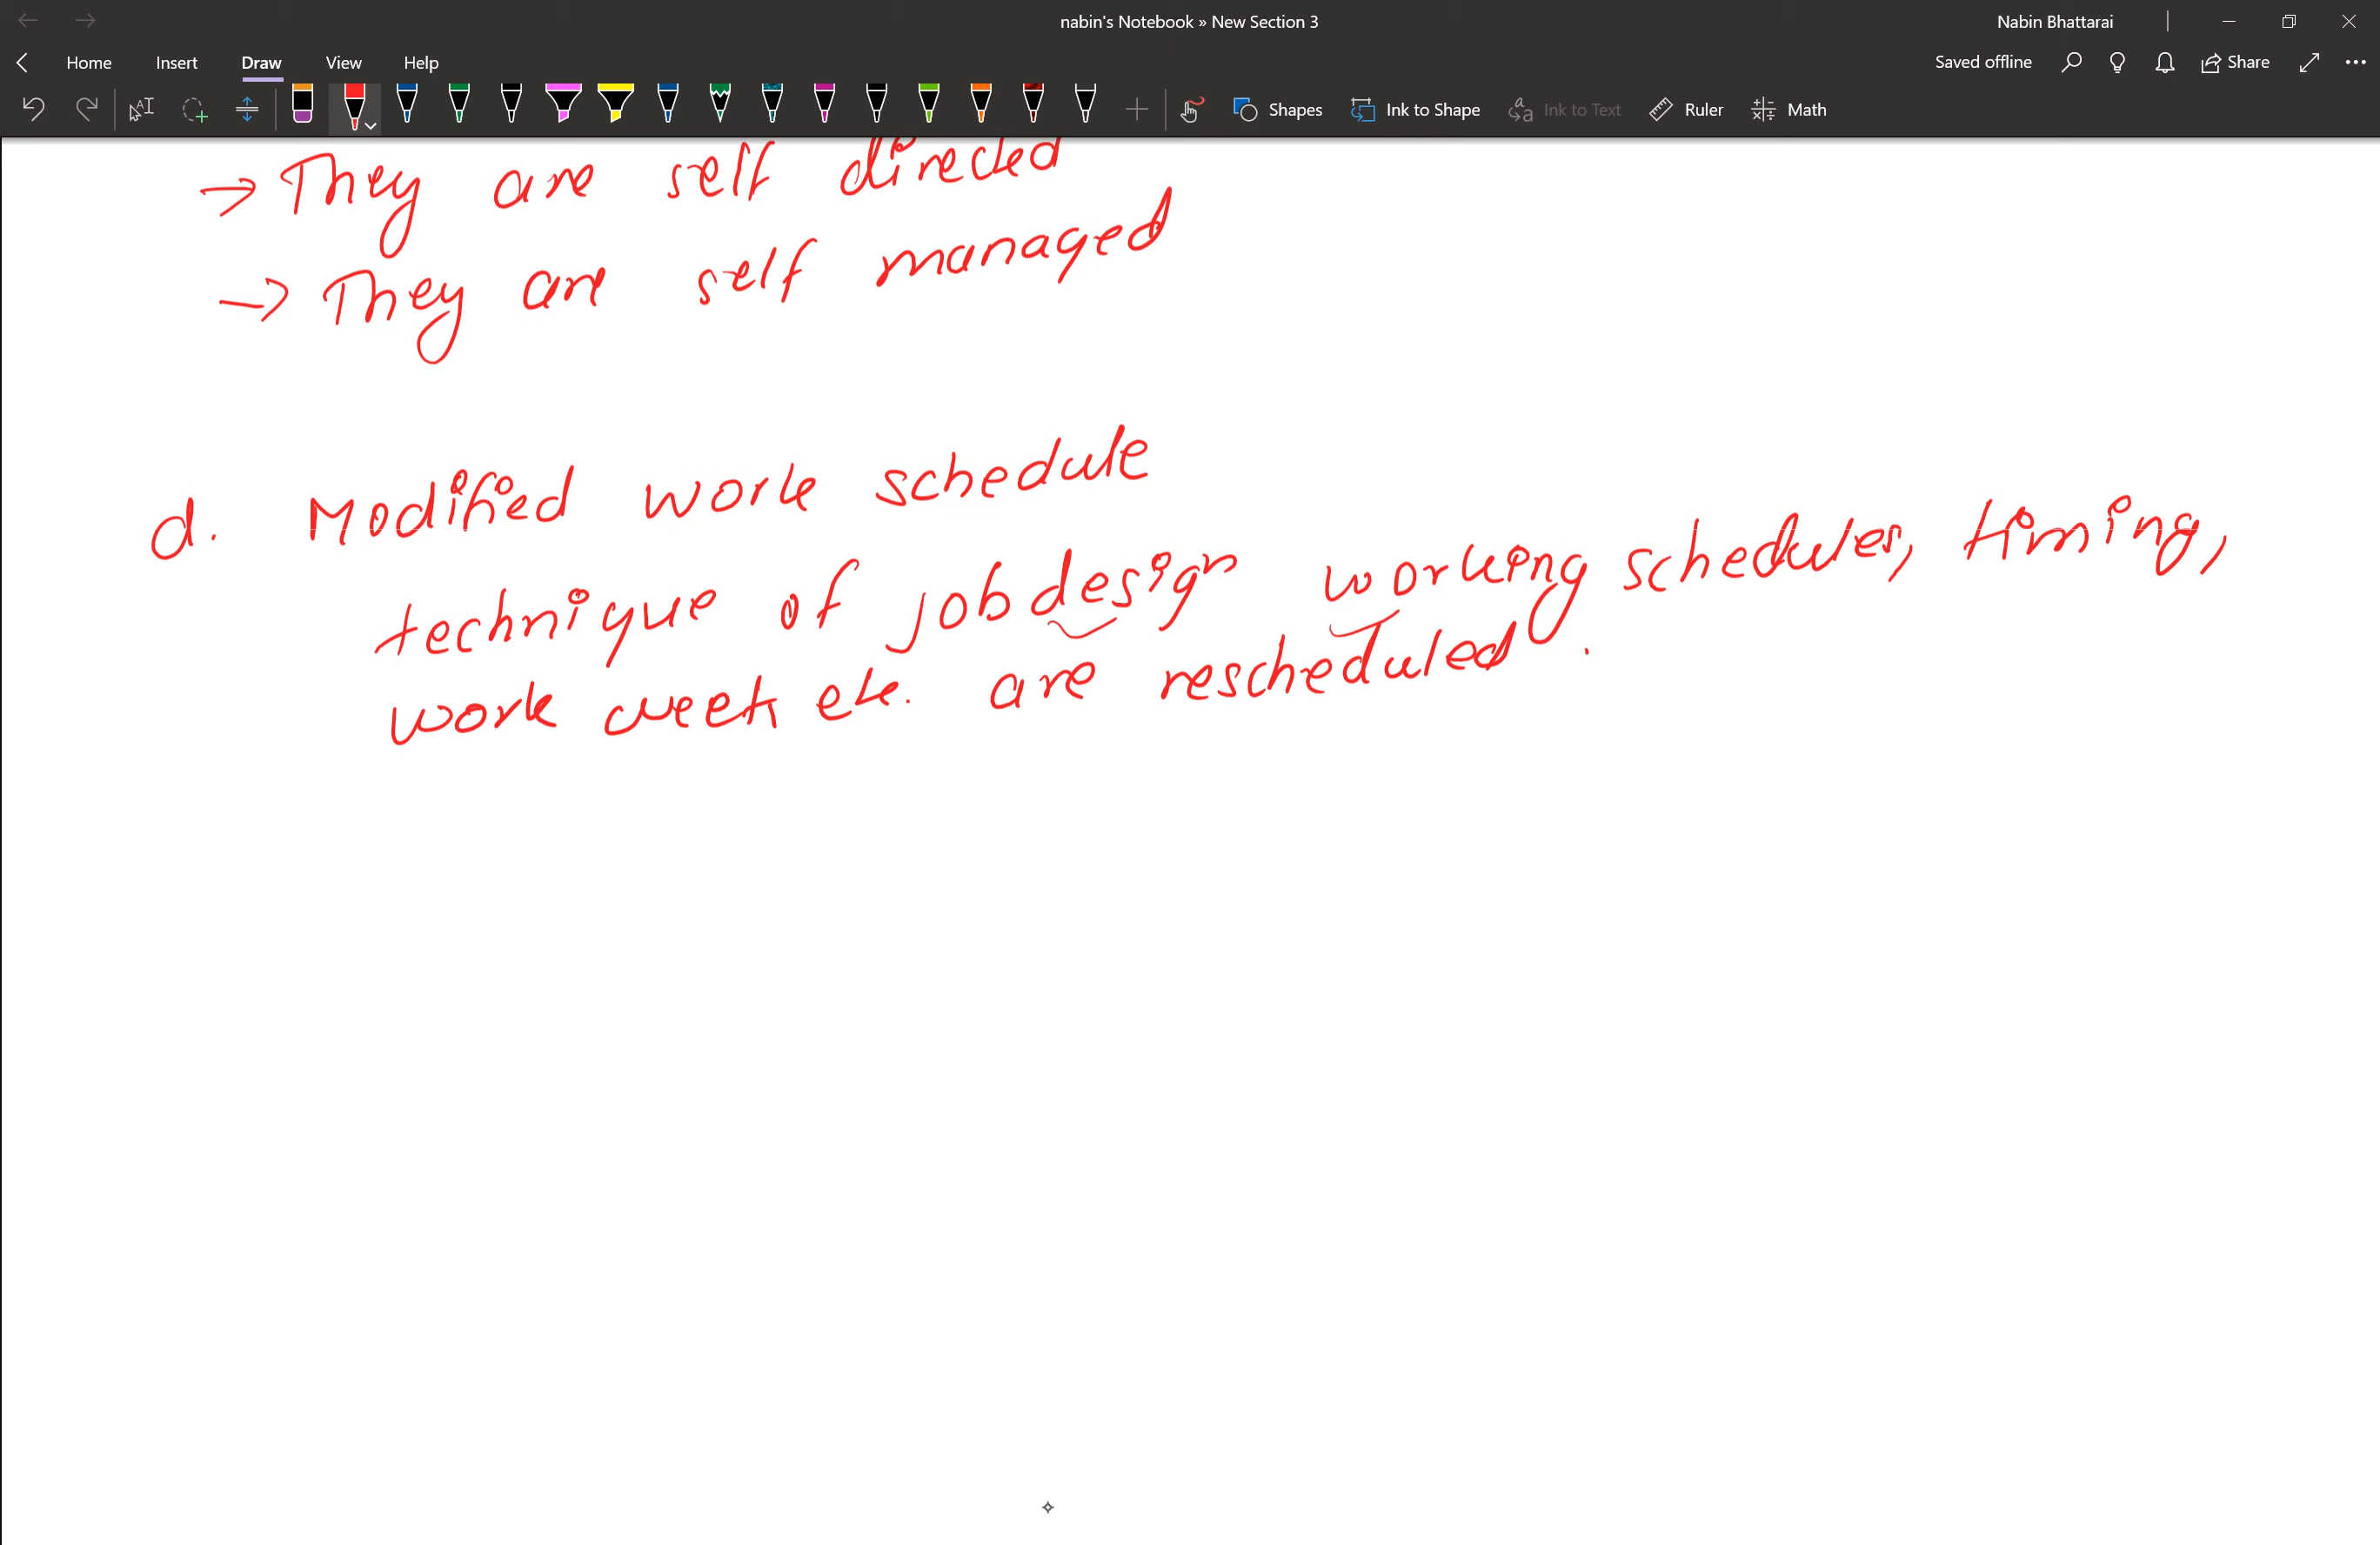 nabin's Notebook » New Section 3
Nabin Bhattarai
Home Insert Draw View Help
Saved offline
Share
Shapes Ink to Shape Ink to Text Ruler Math
→ They are self directed
→ They are self managed
d. Modified work schedule
technique of job design working schedules, timing,
work week etc. are rescheduled.